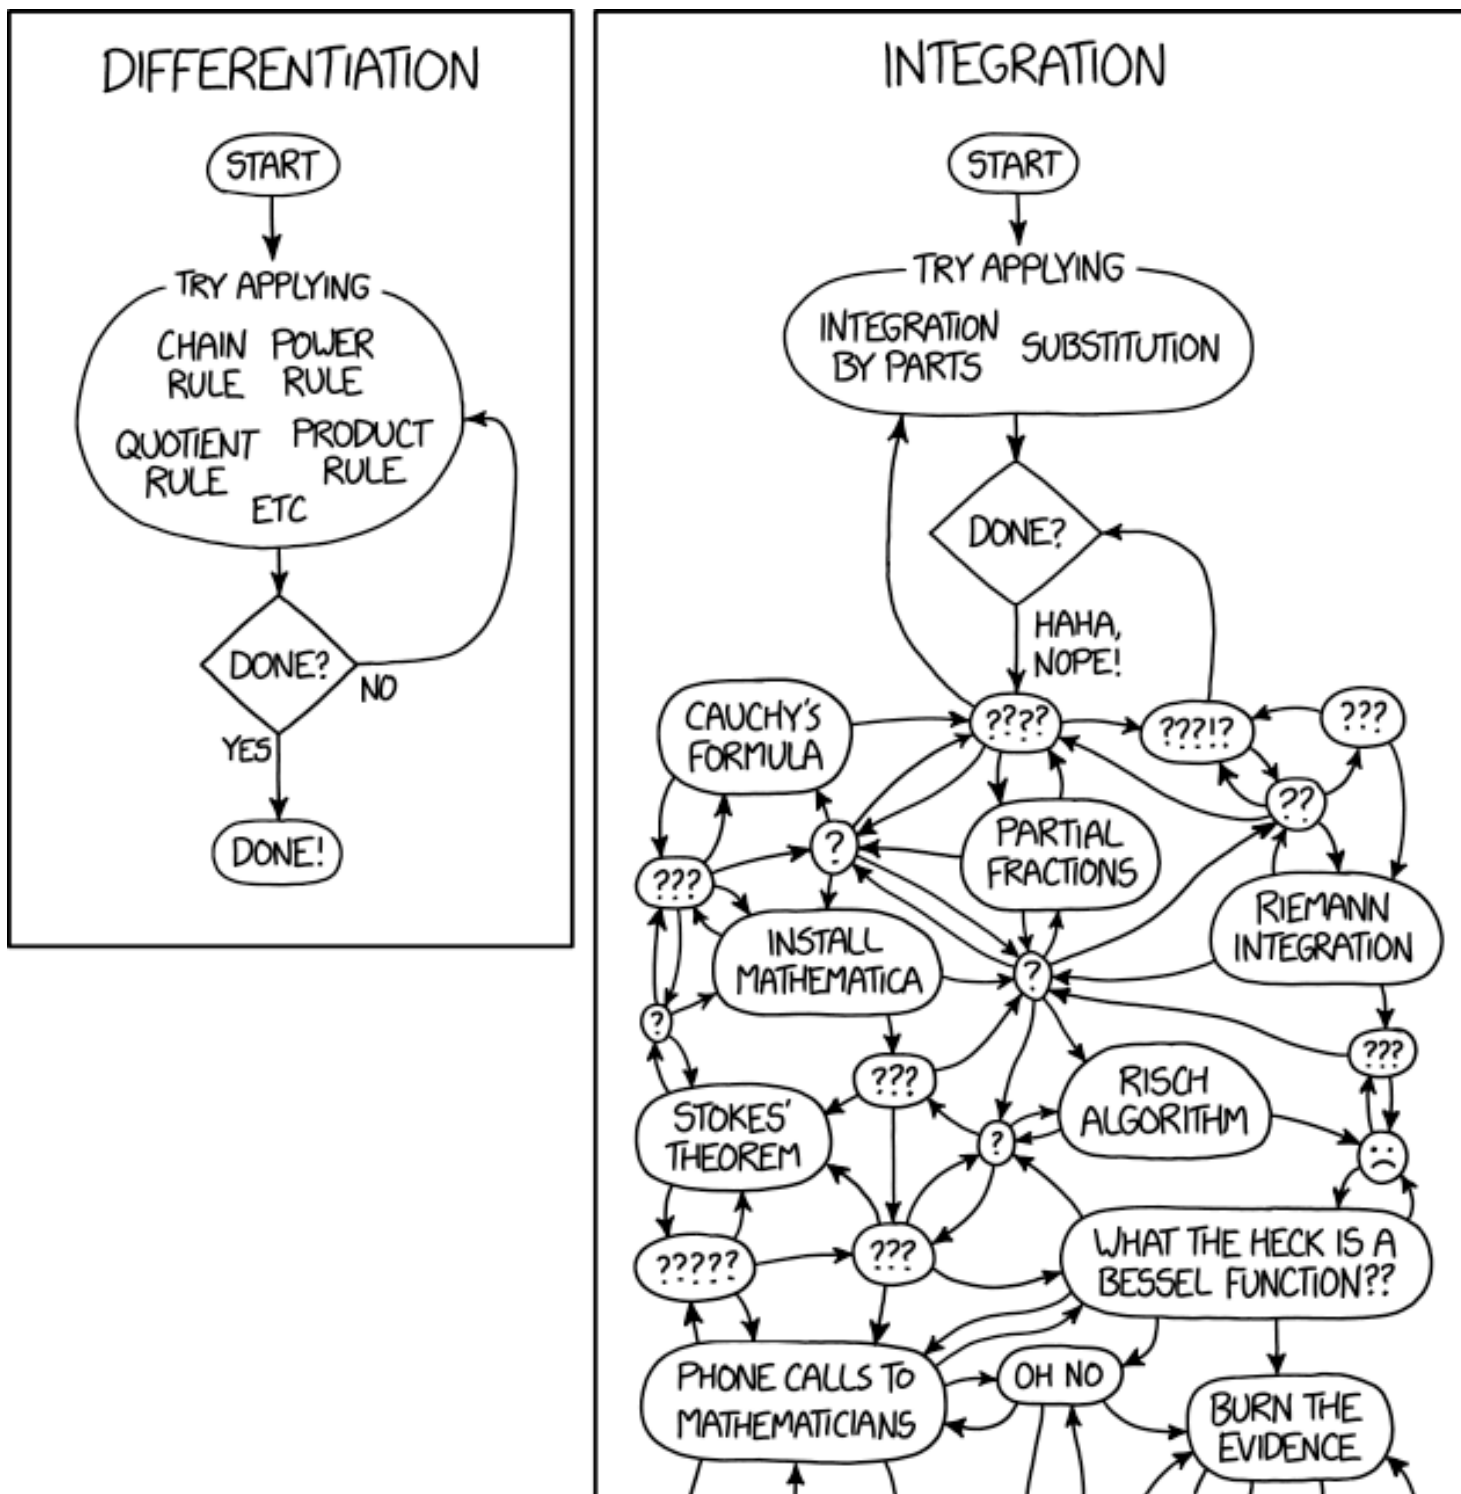 DIFFERENTIATION
START
TRY APPLYING
CHAIN RULE
POWER RULE
QUOTIENT RULE
PRODUCT RULE
ETC
DONE?
NO
YES
DONE!
INTEGRATION
START
TRY APPLYING
INTEGRATION
BY PARTS
SUBSTITUTION
DONE?
HAHA,
NOPE!
CAUCHY'S
FORMULA
????
???!?
???
??
?
PARTIAL
FRACTIONS
???
RIEMANN
INTEGRATION
INSTALL
MATHEMATICA
?
?
???
???
RISCH
ALGORITHM
STOKES'
THEOREM
?
?????
???
WHAT THE HECK IS A
BESSEL FUNCTION??
PHONE CALLS TO
MATHEMATICIANS
OH NO
BURN THE
EVIDENCE